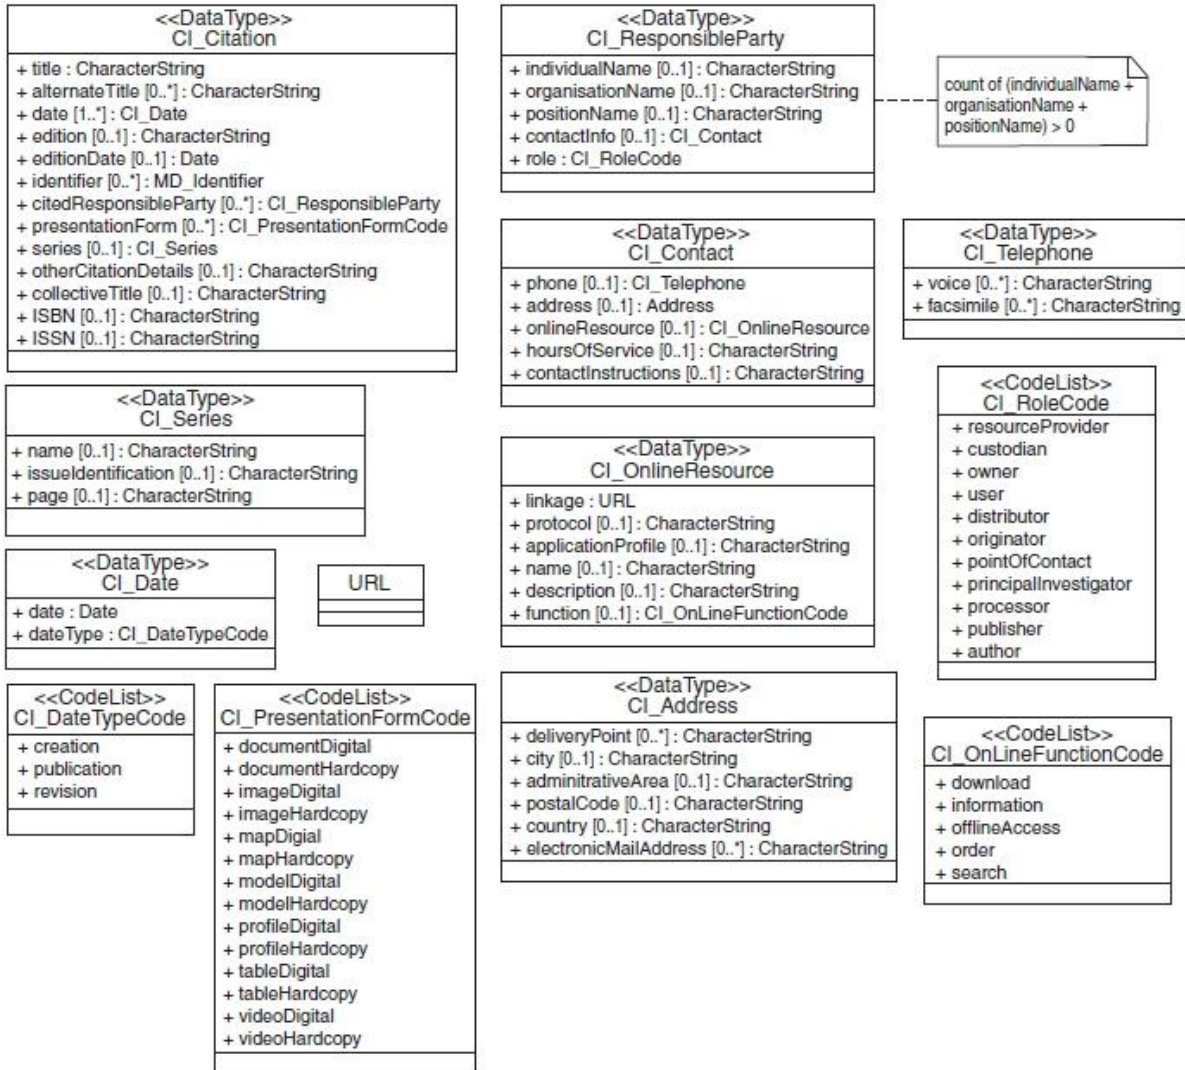 <<DataType>>
CI_Citation
+ title : CharacterString
+ alternateTitle [0..*] : CharacterString
+ date [1..*] : CI_Date
+ edition [0..1] : CharacterString
+ editionDate [0..1] : Date
+ identifier [0..*] : MD_Identifier
+ citedResponsibleParty [0..*] : CI_ResponsibleParty
+ presentationForm [0..*] : CI_PresentationFormCode
+ series [0..1] : CI_Series
+ otherCitationDetails [0..1] : CharacterString
+ collectiveTitle [0..1] : CharacterString
+ ISBN [0..1] : CharacterString
+ ISSN [0..1] : CharacterString
<<DataType>>
CI_Series
+ name [0..1] : CharacterString
+ issueIdentification [0..1] : CharacterString
+ page [0..1] : CharacterString
<<DataType>>
CI_Date
+ date : Date
+ dateType : CI_DateTypeCode
URL
<<CodeList>>
CI_DateTypeCode
+ creation
+ publication
+ revision
<<CodeList>>
CI_PresentationFormCode
+ documentDigital
+ documentHardcopy
+ imageDigital
+ imageHardcopy
+ mapDigial
+ mapHardcopy
+ modelDigital
+ modelHardcopy
+ profileDigital
+ profileHardcopy
+ tableDigital
+ tableHardcopy
+ videoDigital
+ videoHardcopy
<<DataType>>
CI_ResponsibleParty
+ individualName [0..1] : CharacterString
+ organisationName [0..1] : CharacterString
+ positionName [0..1] : CharacterString
+ contactInfo [0..1] : CI_Contact
+ role : CI_RoleCode
count of (individualName +
organisationName +
positionName) > 0
<<DataType>>
CI_Contact
+ phone [0..1] : CI_Telephone
+ address [0..1] : Address
+ onlineResource [0..1] : CI_OnlineResource
+ hoursOfService [0..1] : CharacterString
+ contactInstructions [0..1] : CharacterString
<<DataType>>
CI_Telephone
+ voice [0..*] : CharacterString
+ facsimile [0..*] : CharacterString
<<DataType>>
CI_OnlineResource
+ linkage : URL
+ protocol [0..1] : CharacterString
+ applicationProfile [0..1] : CharacterString
+ name [0..1] : CharacterString
+ description [0..1] : CharacterString
+ function [0..1] : CI_OnLineFunctionCode
<<CodeList>>
CI_RoleCode
+ resourceProvider
+ custodian
+ owner
+ user
+ distributor
+ originator
+ pointOfContact
+ principalInvestigator
+ processor
+ publisher
+ author
<<DataType>>
CI_Address
+ deliveryPoint [0..*] : CharacterString
+ city [0..1] : CharacterString
+ adminitrativeArea [0..1] : CharacterString
+ postalCode [0..1] : CharacterString
+ country [0..1] : CharacterString
+ electronicMailAddress [0..*] : CharacterString
<<CodeList>>
CI_OnLineFunctionCode
+ download
+ information
+ offlineAccess
+ order
+ search